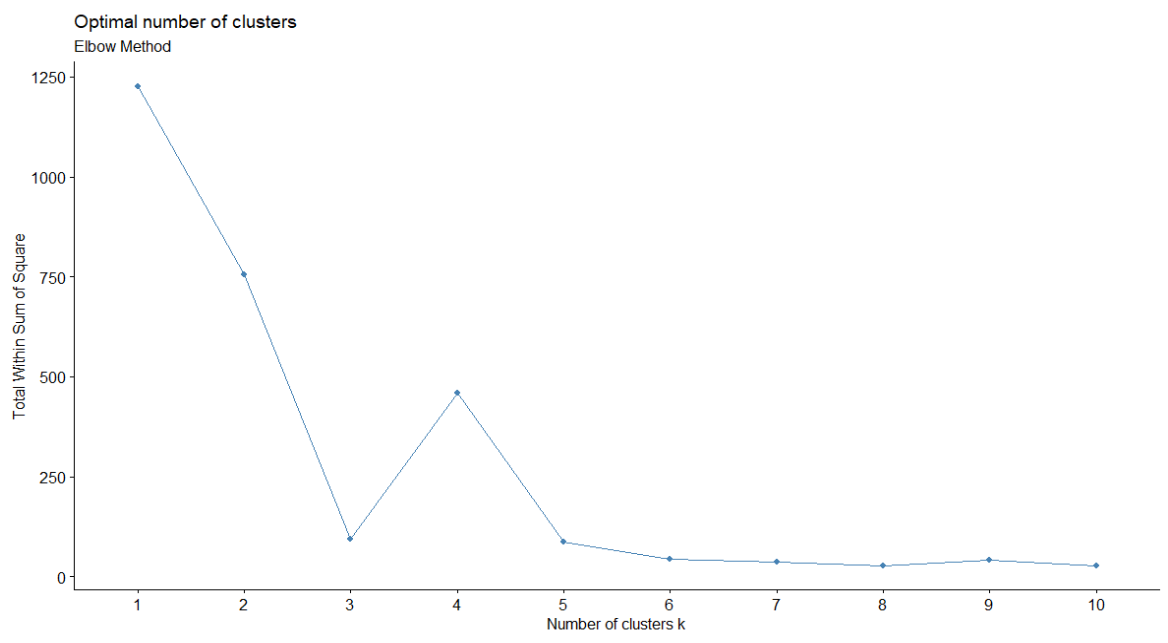 Optimal number of clusters
Elbow Method
Total Within Sum of Square
1250
1000
750
500
250
0
1 2 3 4 5 6 7 8 9 10
Number of clusters k